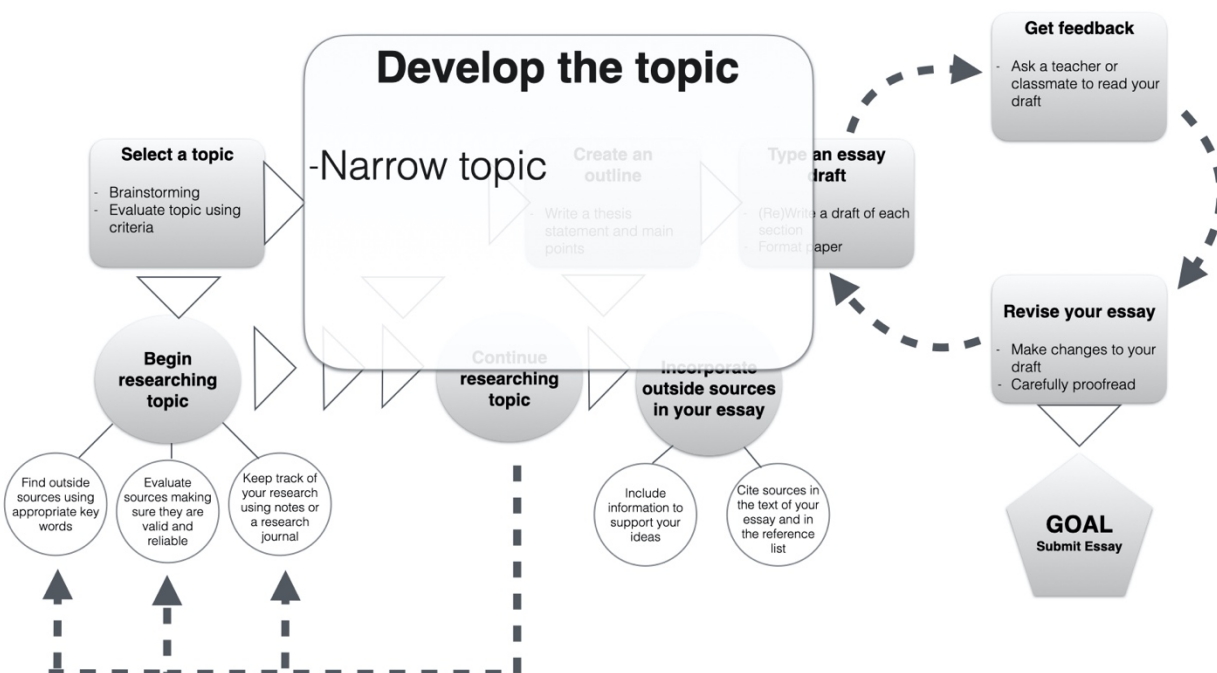 Develop the topic
-Narrow topic
Select a topic
- Brainstorming
- Evaluate topic using
criteria
Create an
outline
- Write a thesis
statement and main
points
Type an essay
draft
- (Re)Write a draft of each
section
- Format paper
Get feedback
- Ask a teacher or
classmate to read your
draft
Revise your essay
- Make changes to your
draft
- Carefully proofread
Begin
researching
topic
Continue
researching
topic
Incorporate
outside sources
in your essay
Find outside
sources using
appropriate key
words
Evaluate
sources making
sure they are
valid and
reliable
Keep track of
your research
using notes or
a research
journal
Include
information to
support your
ideas
Cite sources in
the text of your
essay and in
the reference
list
GOAL
Submit Essay